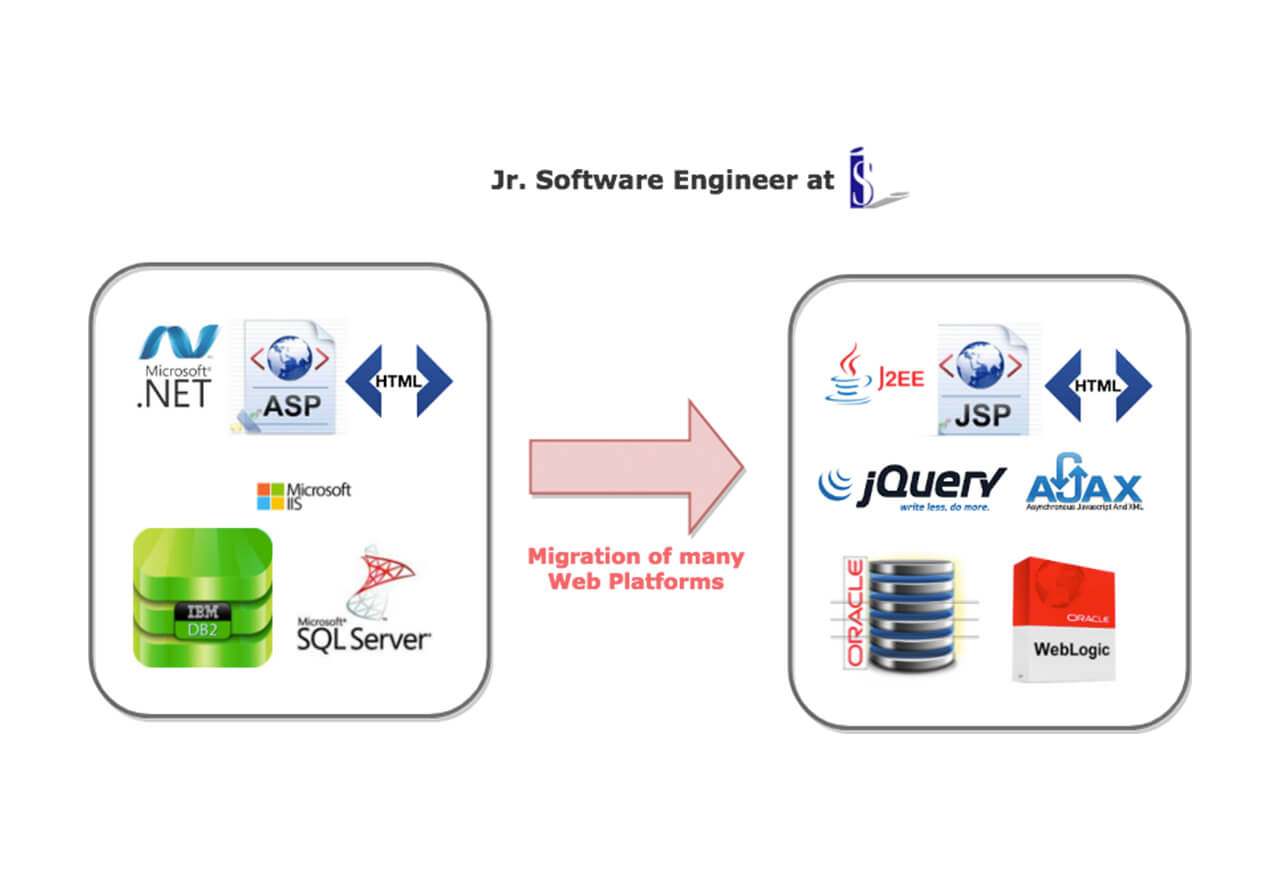 Jr. Software Engineer at iS
Microsoft®
.NET
< >
ASP
HTML
Microsoft
IIS
IBM
DB2
Microsoft®
SQL Server®
Migration of many
Web Platforms
J2EE
< >
JSP
HTML
jQuery
write less, do more.
AJAX
Asynchronous Javascript And XML
ORACLE
ORACLE
WebLogic